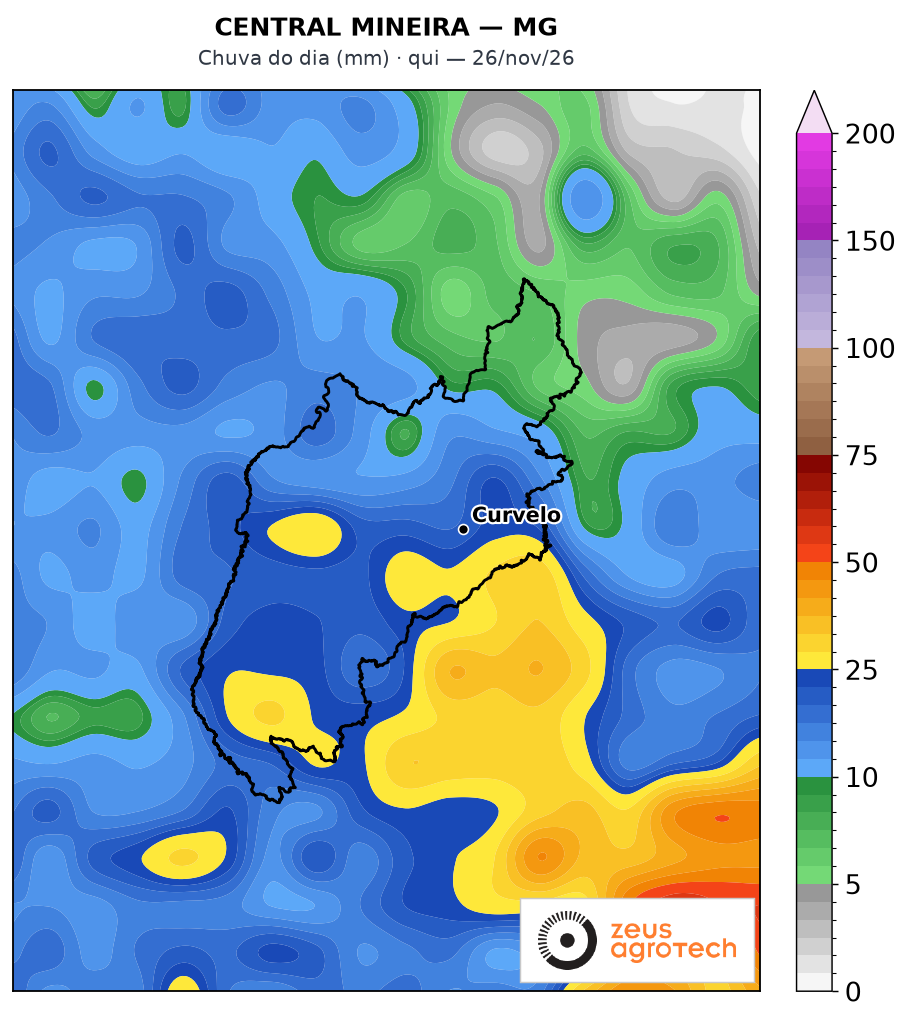 CENTRAL MINEIRA — MG
Chuva do dia (mm) · qui — 26/nov/26
200
150
100
75
50
25
10
5
0
Curvelo
zeus
agrotech